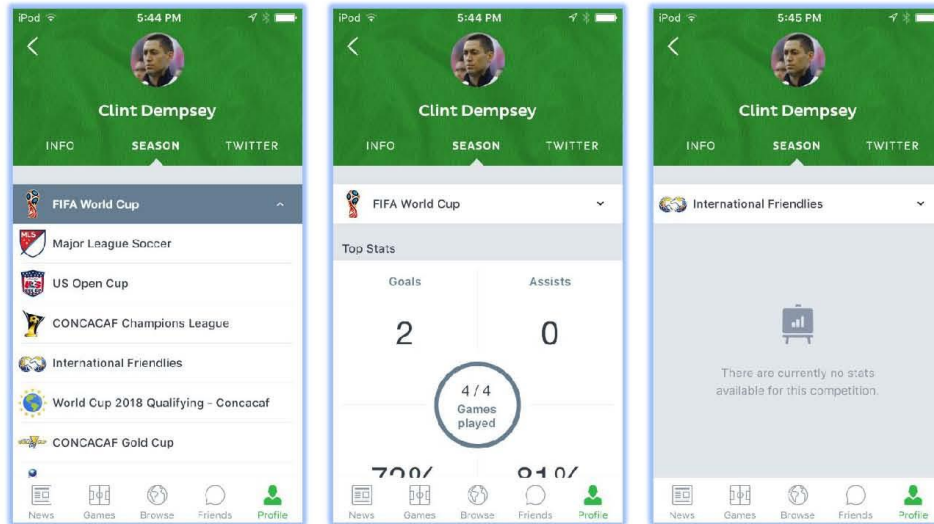 iPod 5:44 PM
Clint Dempsey
INFO SEASON TWITTER
FIFA World Cup
MLS
Major League Soccer
US Open Cup
CONCACAF Champions League
International Friendlies
World Cup 2018 Qualifying - Concacaf
CONCACAF Gold Cup
News Games Browse Friends Profile
iPod 5:44 PM
Clint Dempsey
INFO SEASON TWITTER
FIFA World Cup
Top Stats
Goals Assists
2 0
4 / 4
Games
played
News Games Browse Friends Profile
iPod 5:45 PM
Clint Dempsey
INFO SEASON TWITTER
International Friendlies
There are currently no stats
available for this competition.
News Games Browse Friends Profile